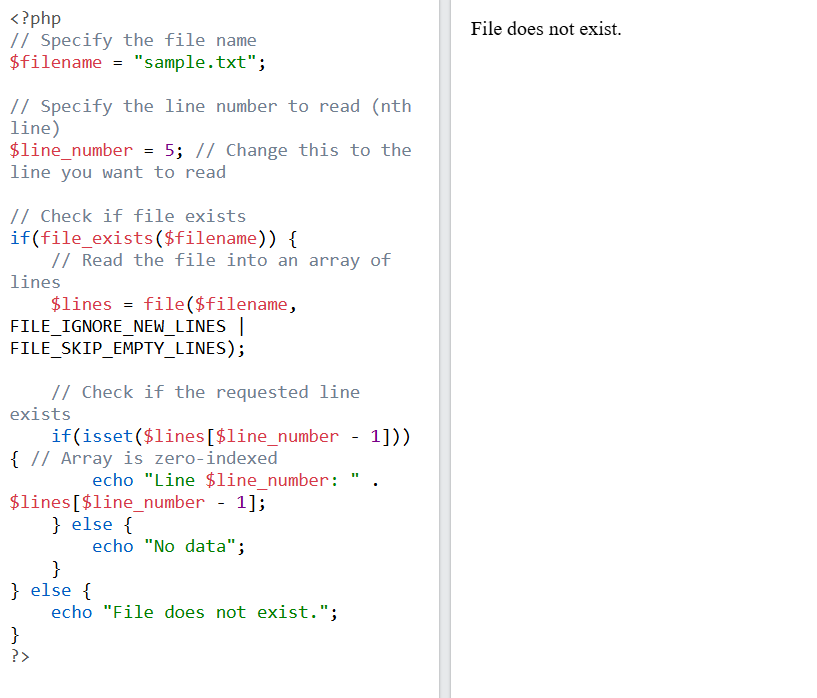 <?php
// Specify the file name
$filename = "sample.txt";
// Specify the line number to read (nth
line)
$line_number = 5; // Change this to the
line you want to read
// Check if file exists
if(file_exists($filename)) {
    // Read the file into an array of
lines
    $lines = file($filename,
FILE_IGNORE_NEW_LINES |
FILE_SKIP_EMPTY_LINES);
    // Check if the requested line
exists
    if(isset($lines[$line_number - 1]))
{ // Array is zero-indexed
        echo "Line $line_number: " .
$lines[$line_number - 1];
    } else {
        echo "No data";
    }
} else {
    echo "File does not exist.";
}
?>
File does not exist.